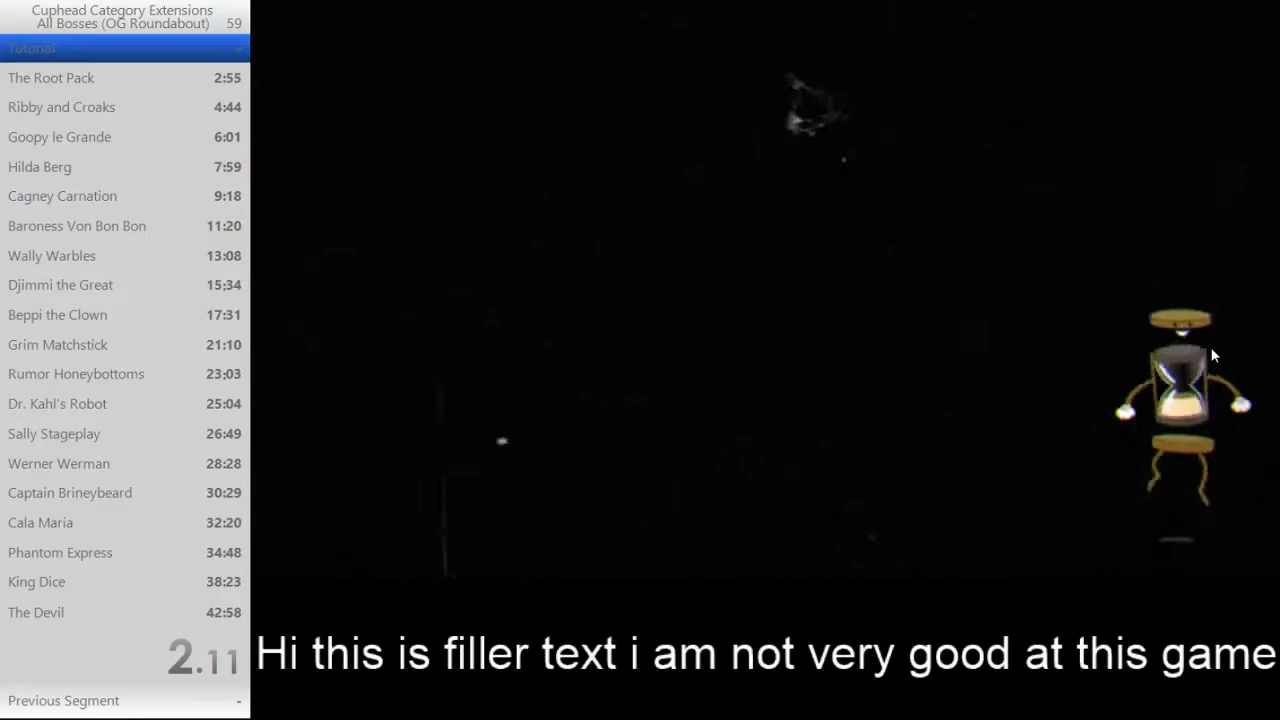 Cuphead Category Extensions
All Bosses (OG Roundabout) 59
Tutorial -
The Root Pack 2:55
Ribby and Croaks 4:44
Goopy le Grande 6:01
Hilda Berg 7:59
Cagney Carnation 9:18
Baroness Von Bon Bon 11:20
Wally Warbles 13:08
Djimmi the Great 15:34
Beppi the Clown 17:31
Grim Matchstick 21:10
Rumor Honeybottoms 23:03
Dr. Kahl's Robot 25:04
Sally Stageplay 26:49
Werner Werman 28:28
Captain Brineybeard 30:29
Cala Maria 32:20
Phantom Express 34:48
King Dice 38:23
The Devil 42:58
2.11
Hi this is filler text i am not very good at this game
Previous Segment -